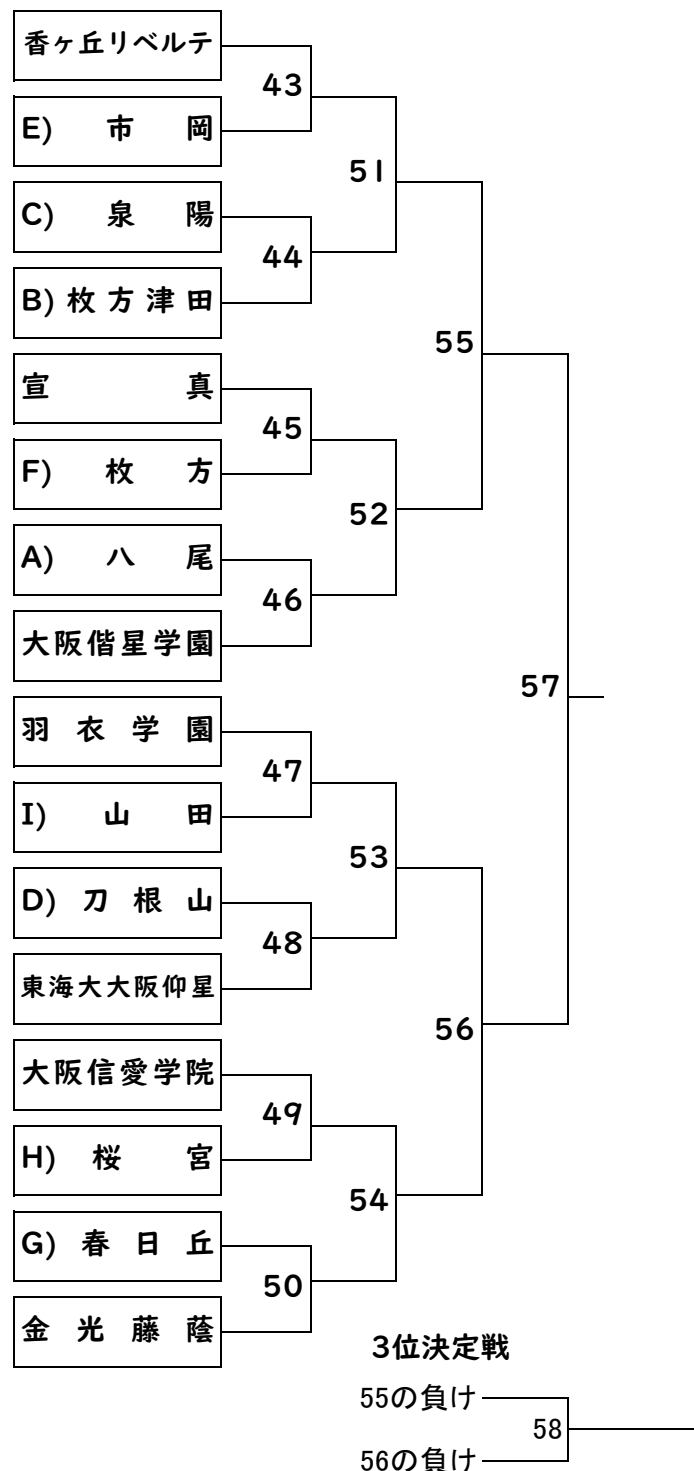 香ヶ丘リベルテ
43
E) 市岡
51
C) 泉陽
44
B) 枚方津田
55
宣真
45
F) 枚方
52
A) 八尾
46
大阪偕星学園
57
羽衣学園
47
I) 山田
53
D) 刀根山
48
東海大大阪仰星
56
大阪信愛学院
49
H) 桜宮
54
G) 春日丘
50
金光藤蔭
3位決定戦
55の負け
58
56の負け